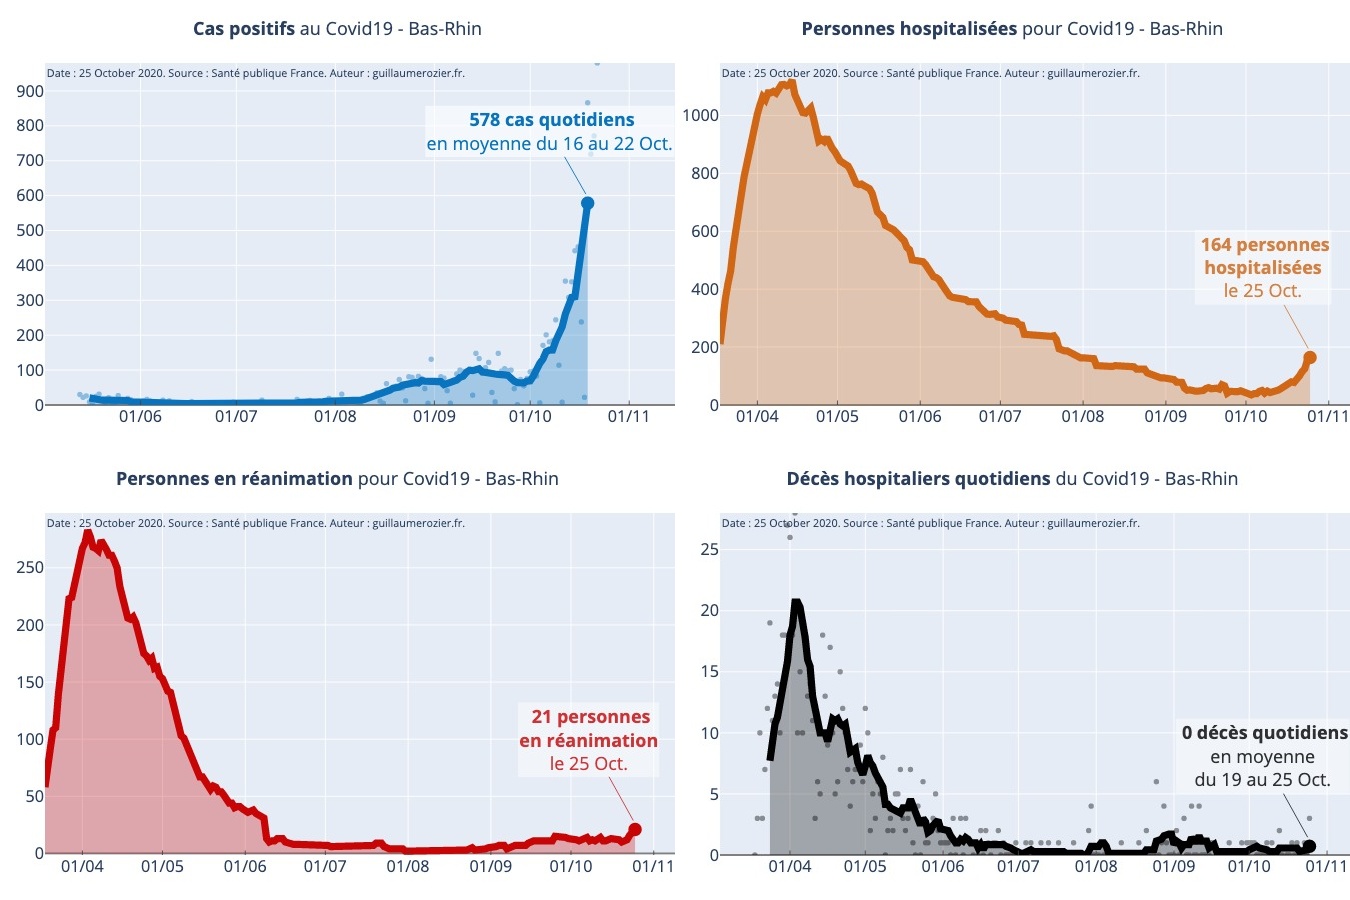 Cas positifs au Covid19 - Bas-Rhin
Date : 25 October 2020. Source : Santé publique France. Auteur : guillaumerozier.fr.
900
800
700
600
500
400
300
200
100
0
578 cas quotidiens
en moyenne du 16 au 22 Oct.
01/06 01/07 01/08 01/09 01/10 01/11
Personnes hospitalisées pour Covid19 - Bas-Rhin
Date : 25 October 2020. Source : Santé publique France. Auteur : guillaumerozier.fr.
1000
800
600
400
200
0
164 personnes
hospitalisées
le 25 Oct.
01/04 01/05 01/06 01/07 01/08 01/09 01/10 01/11
Personnes en réanimation pour Covid19 - Bas-Rhin
Date : 25 October 2020. Source : Santé publique France. Auteur : guillaumerozier.fr.
250
200
150
100
50
0
21 personnes
en réanimation
le 25 Oct.
01/04 01/05 01/06 01/07 01/08 01/09 01/10 01/11
Décès hospitaliers quotidiens du Covid19 - Bas-Rhin
Date : 25 October 2020. Source : Santé publique France. Auteur : guillaumerozier.fr.
25
20
15
10
5
0
0 décès quotidiens
en moyenne
du 19 au 25 Oct.
01/04 01/05 01/06 01/07 01/08 01/09 01/10 01/11